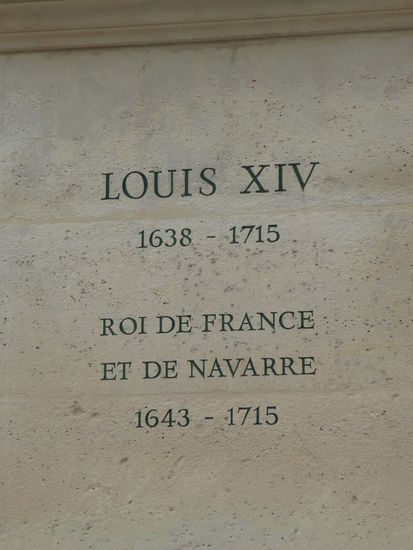 LOUIS XIV
1638 - 1715
ROI DE FRANCE
ET DE NAVARRE
1643 - 1715